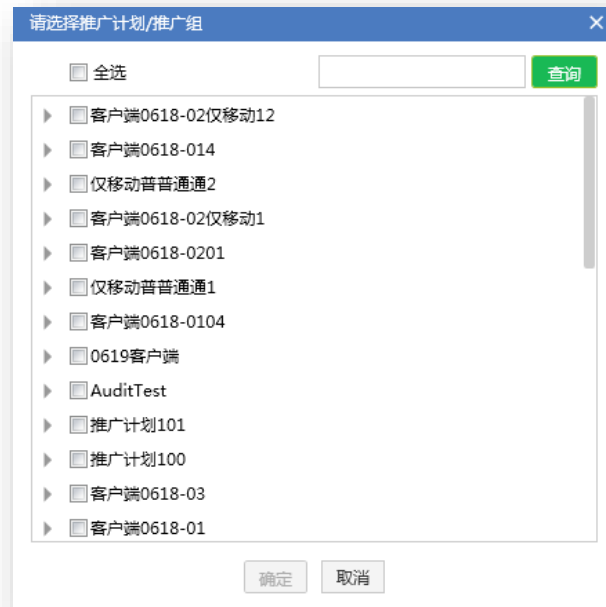 请选择推广计划/推广组
全选
查询
客户端0618-02仅移动12
客户端0618-014
仅移动普普通通2
客户端0618-02仅移动1
客户端0618-0201
仅移动普普通通1
客户端0618-0104
0619客户端
AuditTest
推广计划101
推广计划100
客户端0618-03
客户端0618-01
确定 取消